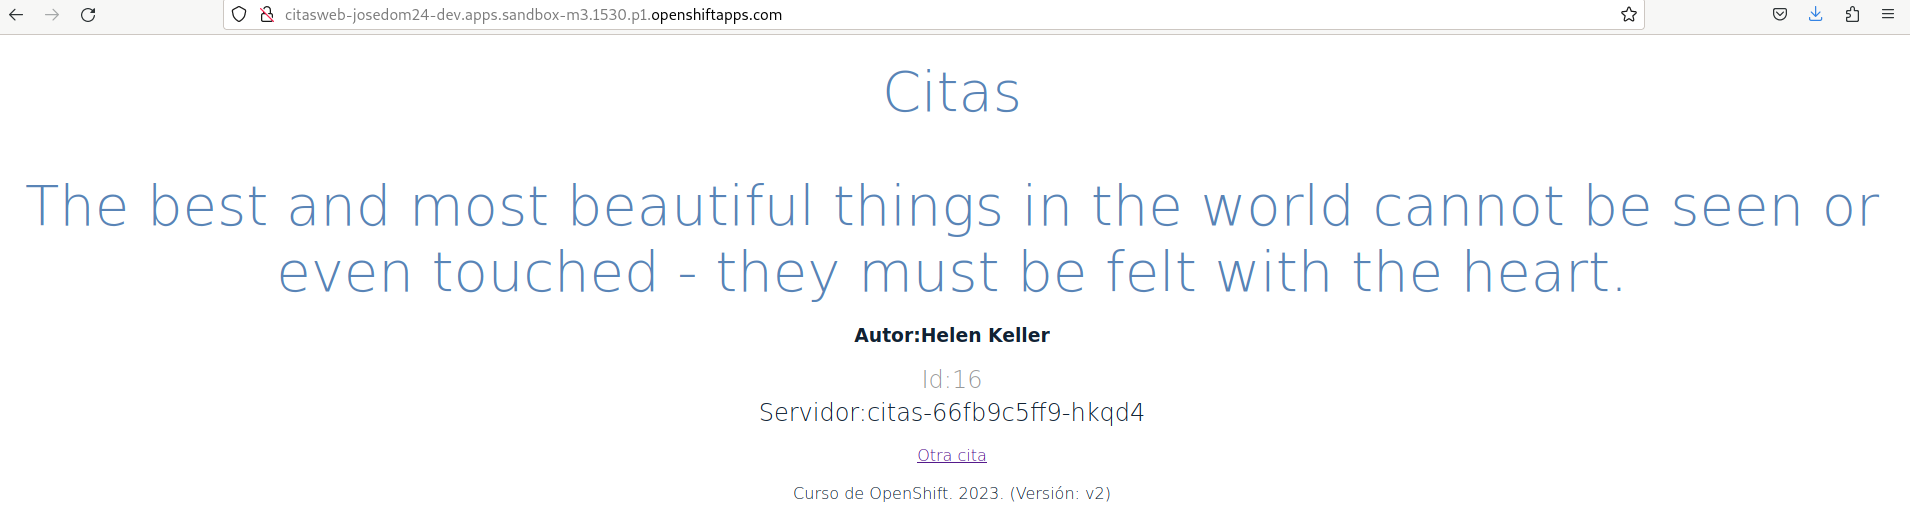 citasweb-josedom24-dev.apps.sandbox-m3.1530.p1.openshiftapps.com
Citas
The best and most beautiful things in the world cannot be seen or
even touched - they must be felt with the heart.
Autor:Helen Keller
Id:16
Servidor:citas-66fb9c5ff9-hkqd4
Otra cita
Curso de OpenShift. 2023. (Versión: v2)